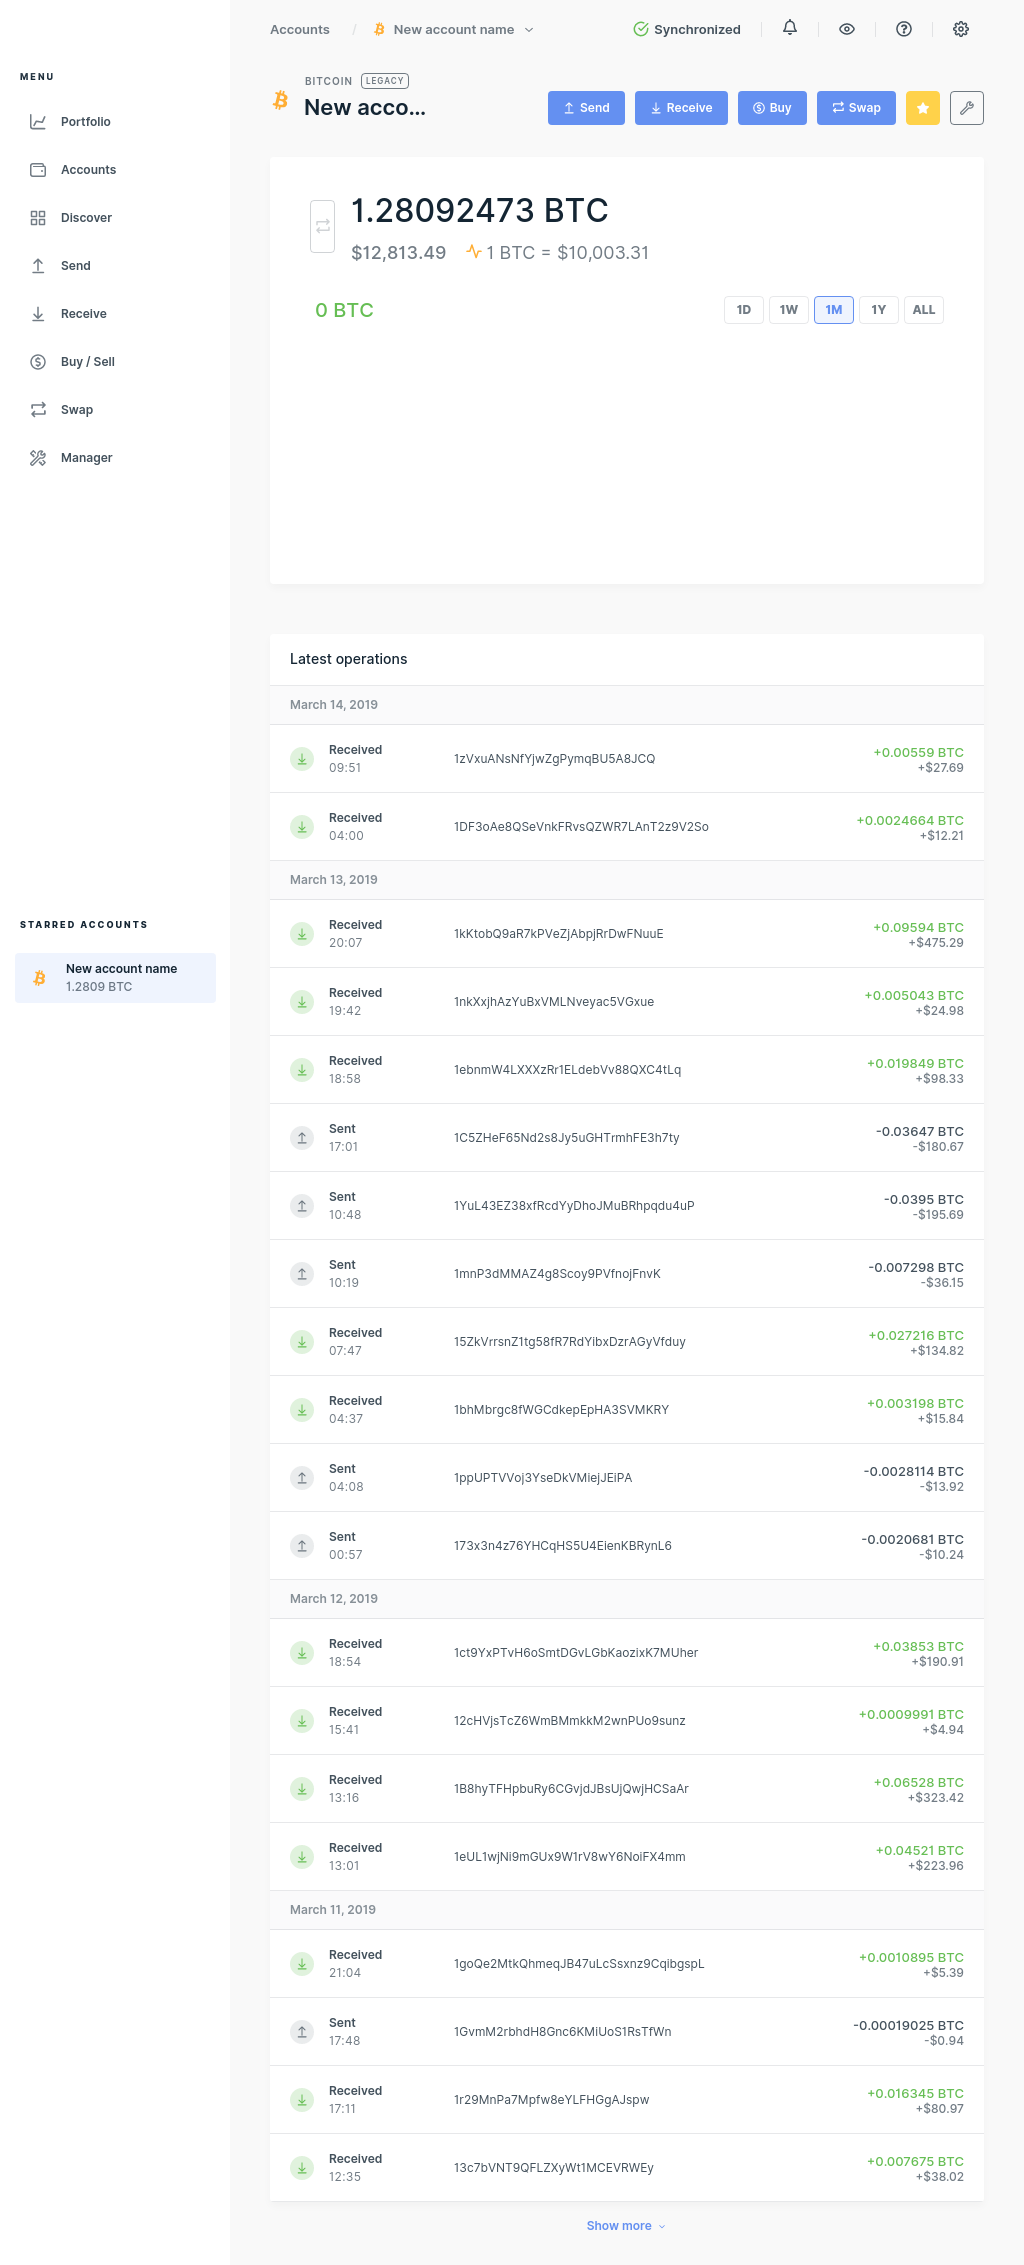 Accounts / New account name
Synchronized
MENU
Portfolio
Accounts
Discover
Send
Receive
Buy / Sell
Swap
Manager
STARRED ACCOUNTS
New account name
1.2809 BTC
BITCOIN LEGACY
New acco...
Send
Receive
Buy
Swap
1.28092473 BTC
$12,813.49 1 BTC = $10,003.31
0 BTC
1D 1W 1M 1Y ALL
Latest operations
March 14, 2019
Received
09:51
1zVxuANsNfYjwZgPymqBU5A8JCQ
+0.00559 BTC
+$27.69
Received
04:00
1DF3oAe8QSeVnkFRvsQZWR7LAnT2z9V2So
+0.0024664 BTC
+$12.21
March 13, 2019
Received
20:07
1kKtobQ9aR7kPVeZjAbpjRrDwFNuuE
+0.09594 BTC
+$475.29
Received
19:42
1nkXxjhAzYuBxVMLNveyac5VGxue
+0.005043 BTC
+$24.98
Received
18:58
1ebnmW4LXXXzRr1ELdebVv88QXC4tLq
+0.019849 BTC
+$98.33
Sent
17:01
1C5ZHeF65Nd2s8Jy5uGHTrmhFE3h7ty
-0.03647 BTC
-$180.67
Sent
10:48
1YuL43EZ38xfRcdYyDhoJMuBRhpqdu4uP
-0.0395 BTC
-$195.69
Sent
10:19
1mnP3dMMAZ4g8Scoy9PVfnojFnvK
-0.007298 BTC
-$36.15
Received
07:47
15ZkVrrsnZ1tg58fR7RdYibxDzrAGyVfduy
+0.027216 BTC
+$134.82
Received
04:37
1bhMbrgc8fWGCdkepEpHA3SVMKRY
+0.003198 BTC
+$15.84
Sent
04:08
1ppUPTVVoj3YseDkVMiejJEiPA
-0.0028114 BTC
-$13.92
Sent
00:57
173x3n4z76YHCqHS5U4EienKBRynL6
-0.0020681 BTC
-$10.24
March 12, 2019
Received
18:54
1ct9YxPTvH6oSmtDGvLGbKaozixK7MUher
+0.03853 BTC
+$190.91
Received
15:41
12cHVjsTcZ6WmBMmkkM2wnPUo9sunz
+0.0009991 BTC
+$4.94
Received
13:16
1B8hyTFHpbuRy6CGvjdJBsUjQwjHCSaAr
+0.06528 BTC
+$323.42
Received
13:01
1eUL1wjNi9mGUx9W1rV8wY6NoiFX4mm
+0.04521 BTC
+$223.96
March 11, 2019
Received
21:04
1goQe2MtkQhmeqJB47uLcSsxnz9CqibgspL
+0.0010895 BTC
+$5.39
Sent
17:48
1GvmM2rbhdH8Gnc6KMiUoS1RsTfWn
-0.00019025 BTC
-$0.94
Received
17:11
1r29MnPa7Mpfw8eYLFHGgAJspw
+0.016345 BTC
+$80.97
Received
12:35
13c7bVNT9QFLZXyWt1MCEVRWEy
+0.007675 BTC
+$38.02
Show more